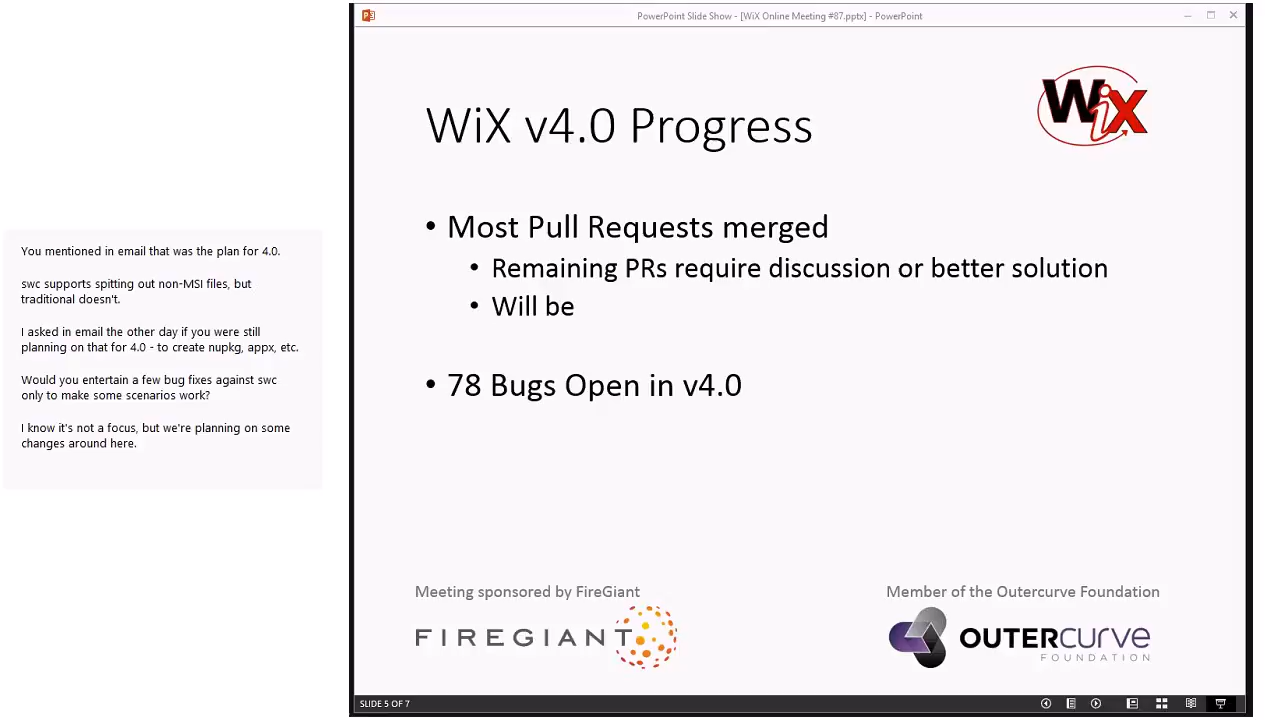 PowerPoint Slide Show - [WiX Online Meeting #87.pptx] - PowerPoint
WiX v4.0 Progress
WiX
• Most Pull Requests merged
• Remaining PRs require discussion or better solution
• Will be
• 78 Bugs Open in v4.0
You mentioned in email that was the plan for 4.0.
swc supports spitting out non-MSI files, but
traditional doesn't.
I asked in email the other day if you were still
planning on that for 4.0 - to create nupkg, appx, etc.
Would you entertain a few bug fixes against swc
only to make some scenarios work?
I know it's not a focus, but we're planning on some
changes around here.
Meeting sponsored by FireGiant
FIREGIANT
Member of the Outercurve Foundation
OUTERCURVE
FOUNDATION
SLIDE 5 OF 7